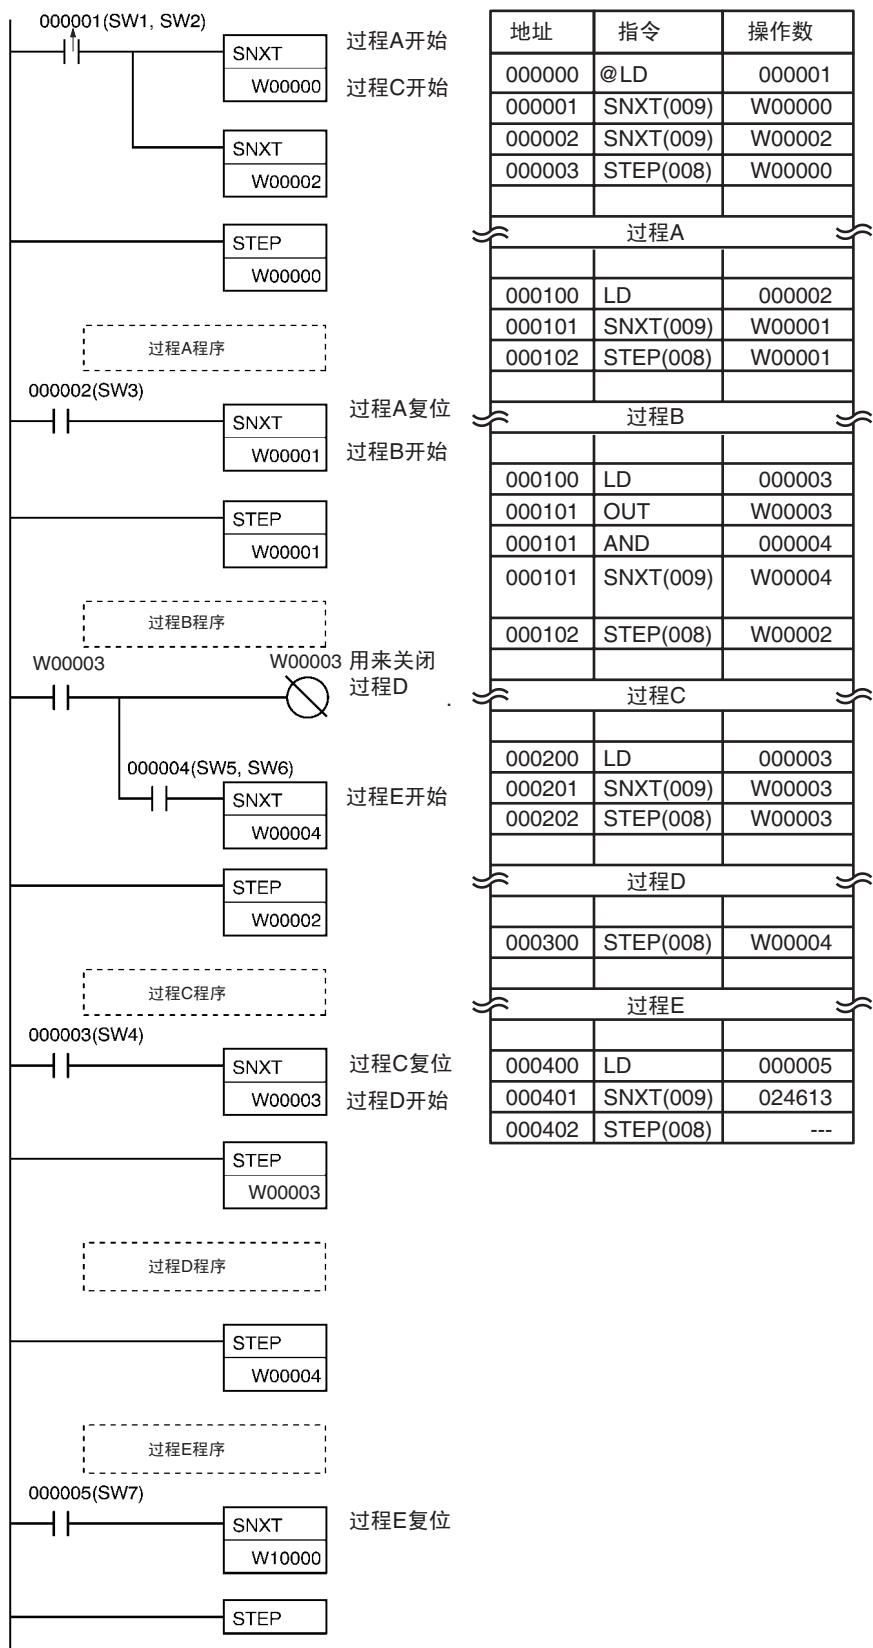 000001(SW1, SW2)
SNXT
W00000
过程A开始
过程C开始
SNXT
W00002
STEP
W00000
过程A程序
000002(SW3)
SNXT
W00001
过程A复位
过程B开始
STEP
W00001
过程B程序
W00003
W00003 用来关闭
过程D
.
000004(SW5, SW6)
SNXT
W00004
过程E开始
STEP
W00002
过程C程序
000003(SW4)
SNXT
W00003
过程C复位
过程D开始
STEP
W00003
过程D程序
STEP
W00004
过程E程序
000005(SW7)
SNXT
W10000
过程E复位
STEP
地址 指令 操作数
000000 @LD 000001
000001 SNXT(009) W00000
000002 SNXT(009) W00002
000003 STEP(008) W00000
过程A
000100 LD 000002
000101 SNXT(009) W00001
000102 STEP(008) W00001
过程B
000100 LD 000003
000101 OUT W00003
000101 AND 000004
000101 SNXT(009) W00004
000102 STEP(008) W00002
过程C
000200 LD 000003
000201 SNXT(009) W00003
000202 STEP(008) W00003
过程D
000300 STEP(008) W00004
过程E
000400 LD 000005
000401 SNXT(009) 024613
000402 STEP(008) ---